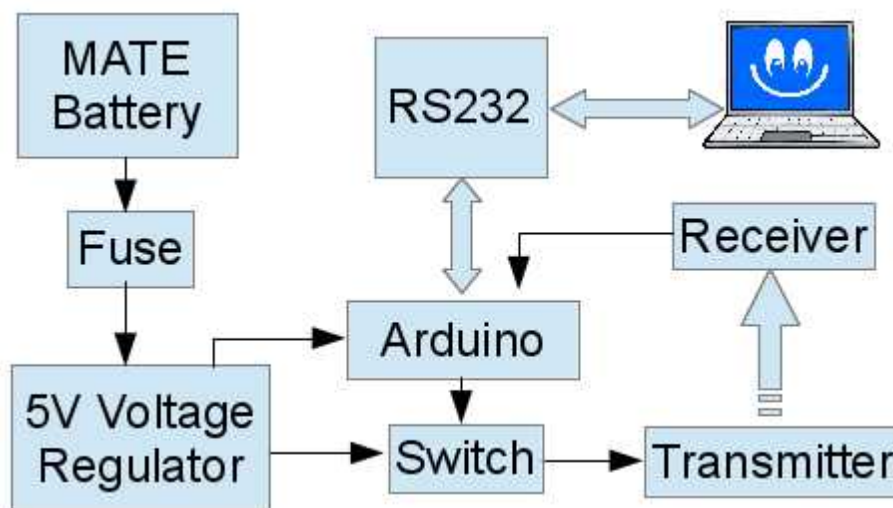 MATE
Battery
RS232
Fuse
Receiver
Arduino
5V Voltage
Regulator
Switch
Transmitter